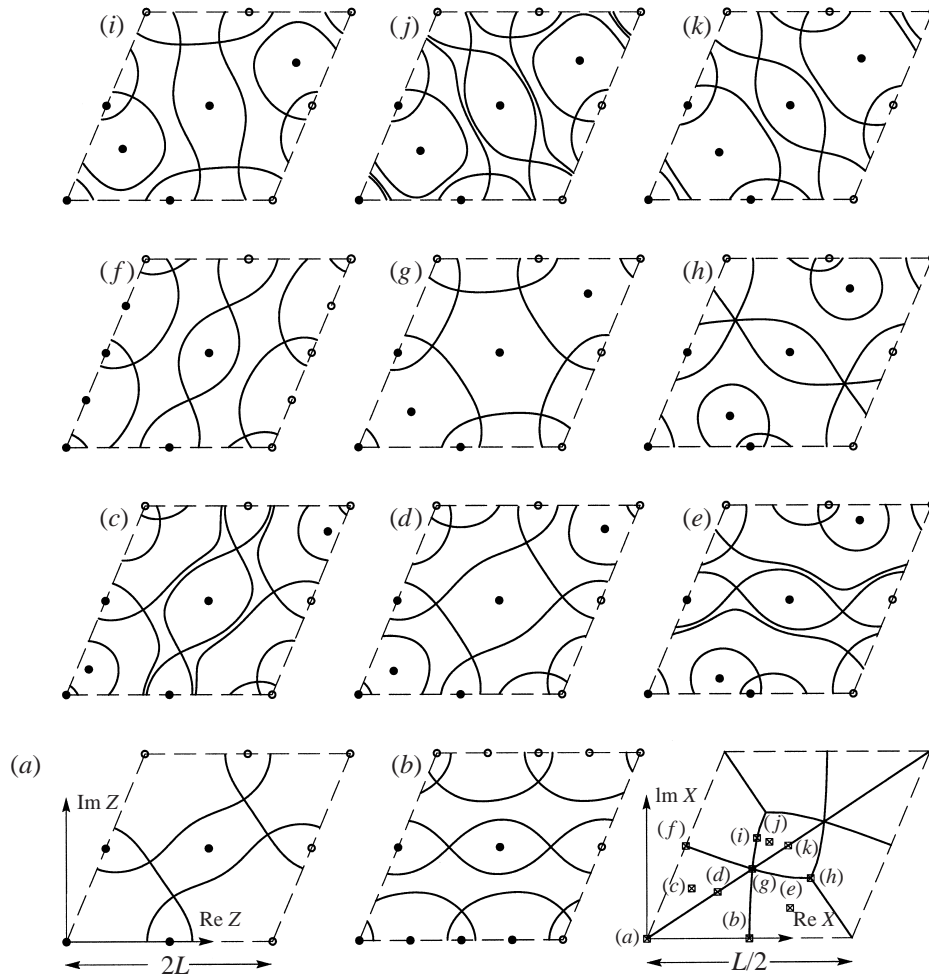 (i) (j) (k)
(f) (g) (h)
(c) (d) (e)
(a) (b)
Im Z Im X
(f) (i) (j) (k)
(c) (d) (g) (e) (h)
Re Z (a) (b) Re X
2L L/2